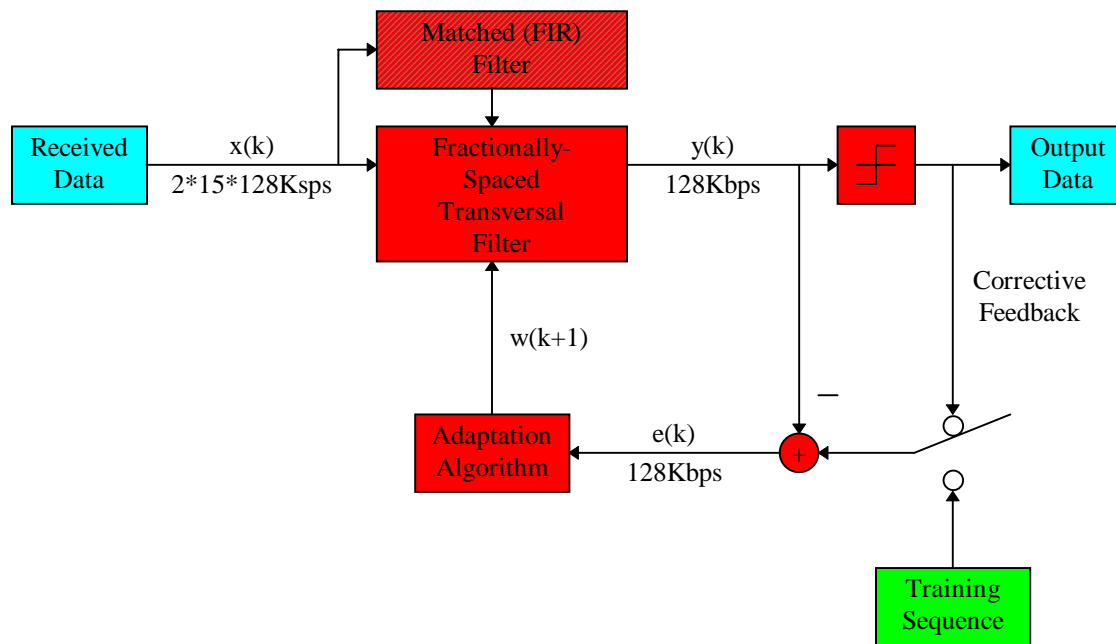 Matched (FIR)
Filter
Received
Data
x(k)
2*15*128Ksps
Fractionally-
Spaced
Transversal
Filter
y(k)
128Kbps
Output
Data
Corrective
Feedback
w(k+1)
Adaptation
Algorithm
e(k)
128Kbps
+
−
Training
Sequence